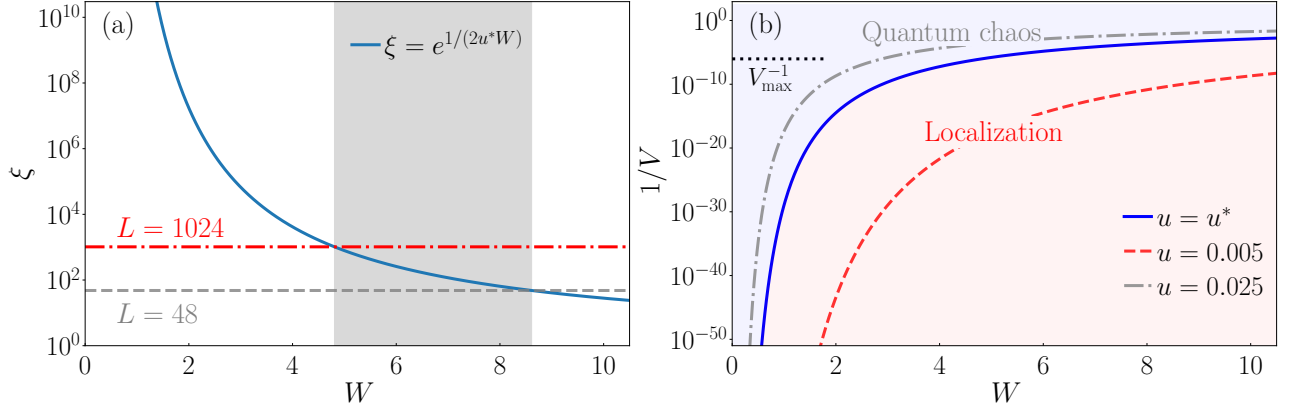 (a)
ξ = e^{1/(2u*W)}
L = 1024
L = 48
10^{10}
10^{8}
10^{6}
10^{4}
10^{2}
10^{0}
ξ
0 2 4 6 8 10
W
(b)
Quantum chaos
V_{max}^{-1}
Localization
u = u*
u = 0.005
u = 0.025
10^{0}
10^{-10}
10^{-20}
10^{-30}
10^{-40}
10^{-50}
1/V
0 2 4 6 8 10
W